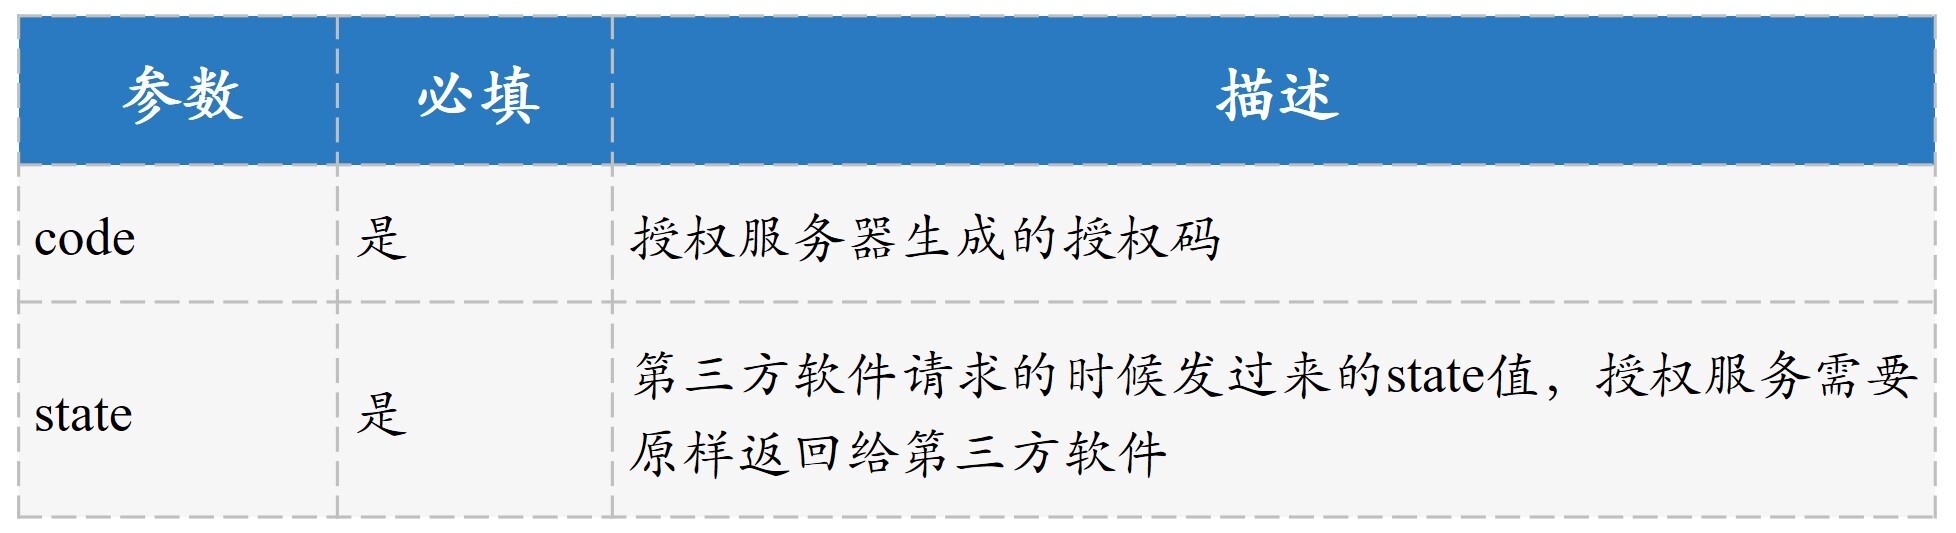 参数 必填 描述
code 是 授权服务器生成的授权码
第三方软件请求的时候发过来的state值，授权服务需要
state 是
原样返回给第三方软件